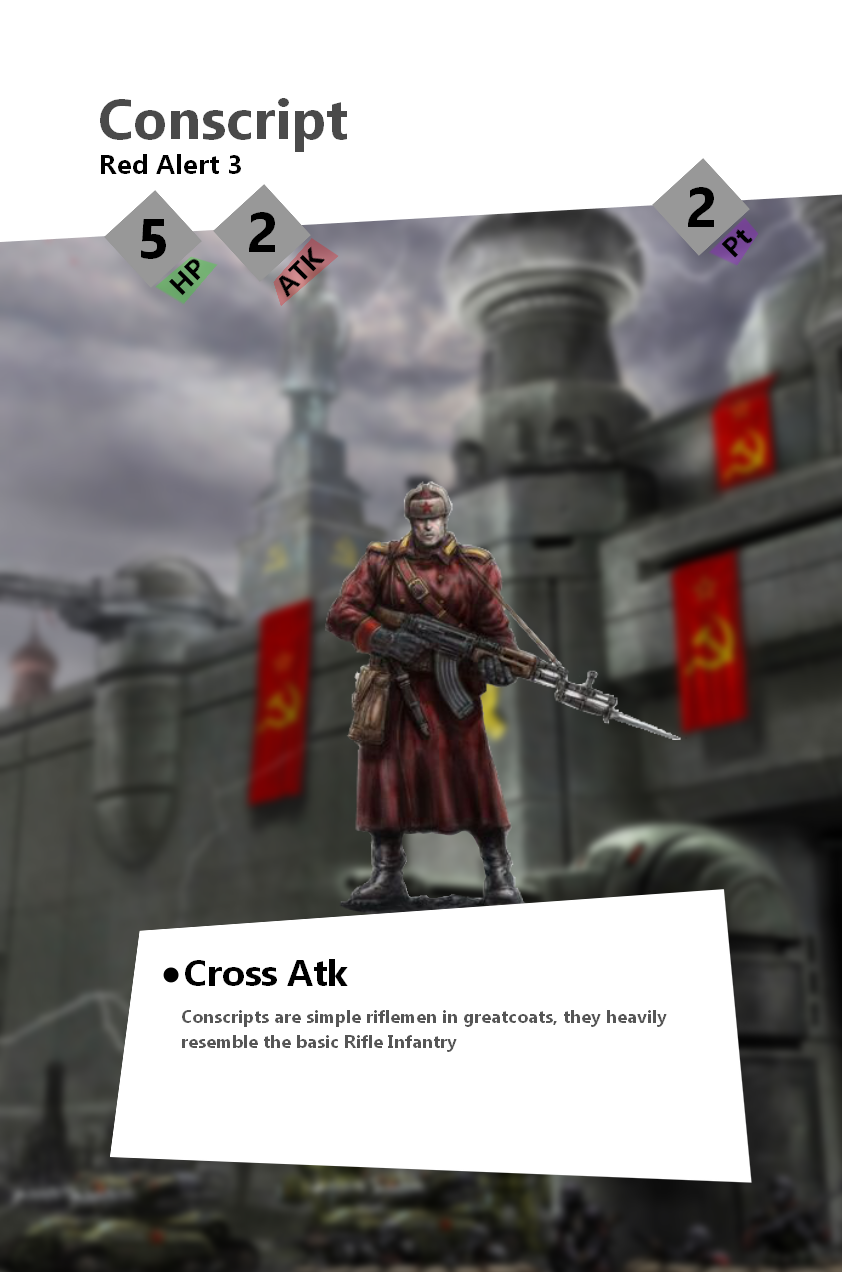 Conscript
Red Alert 3
5 HP
2 ATK
2 Pt
•Cross Atk
Conscripts are simple riflemen in greatcoats, they heavily
resemble the basic Rifle Infantry